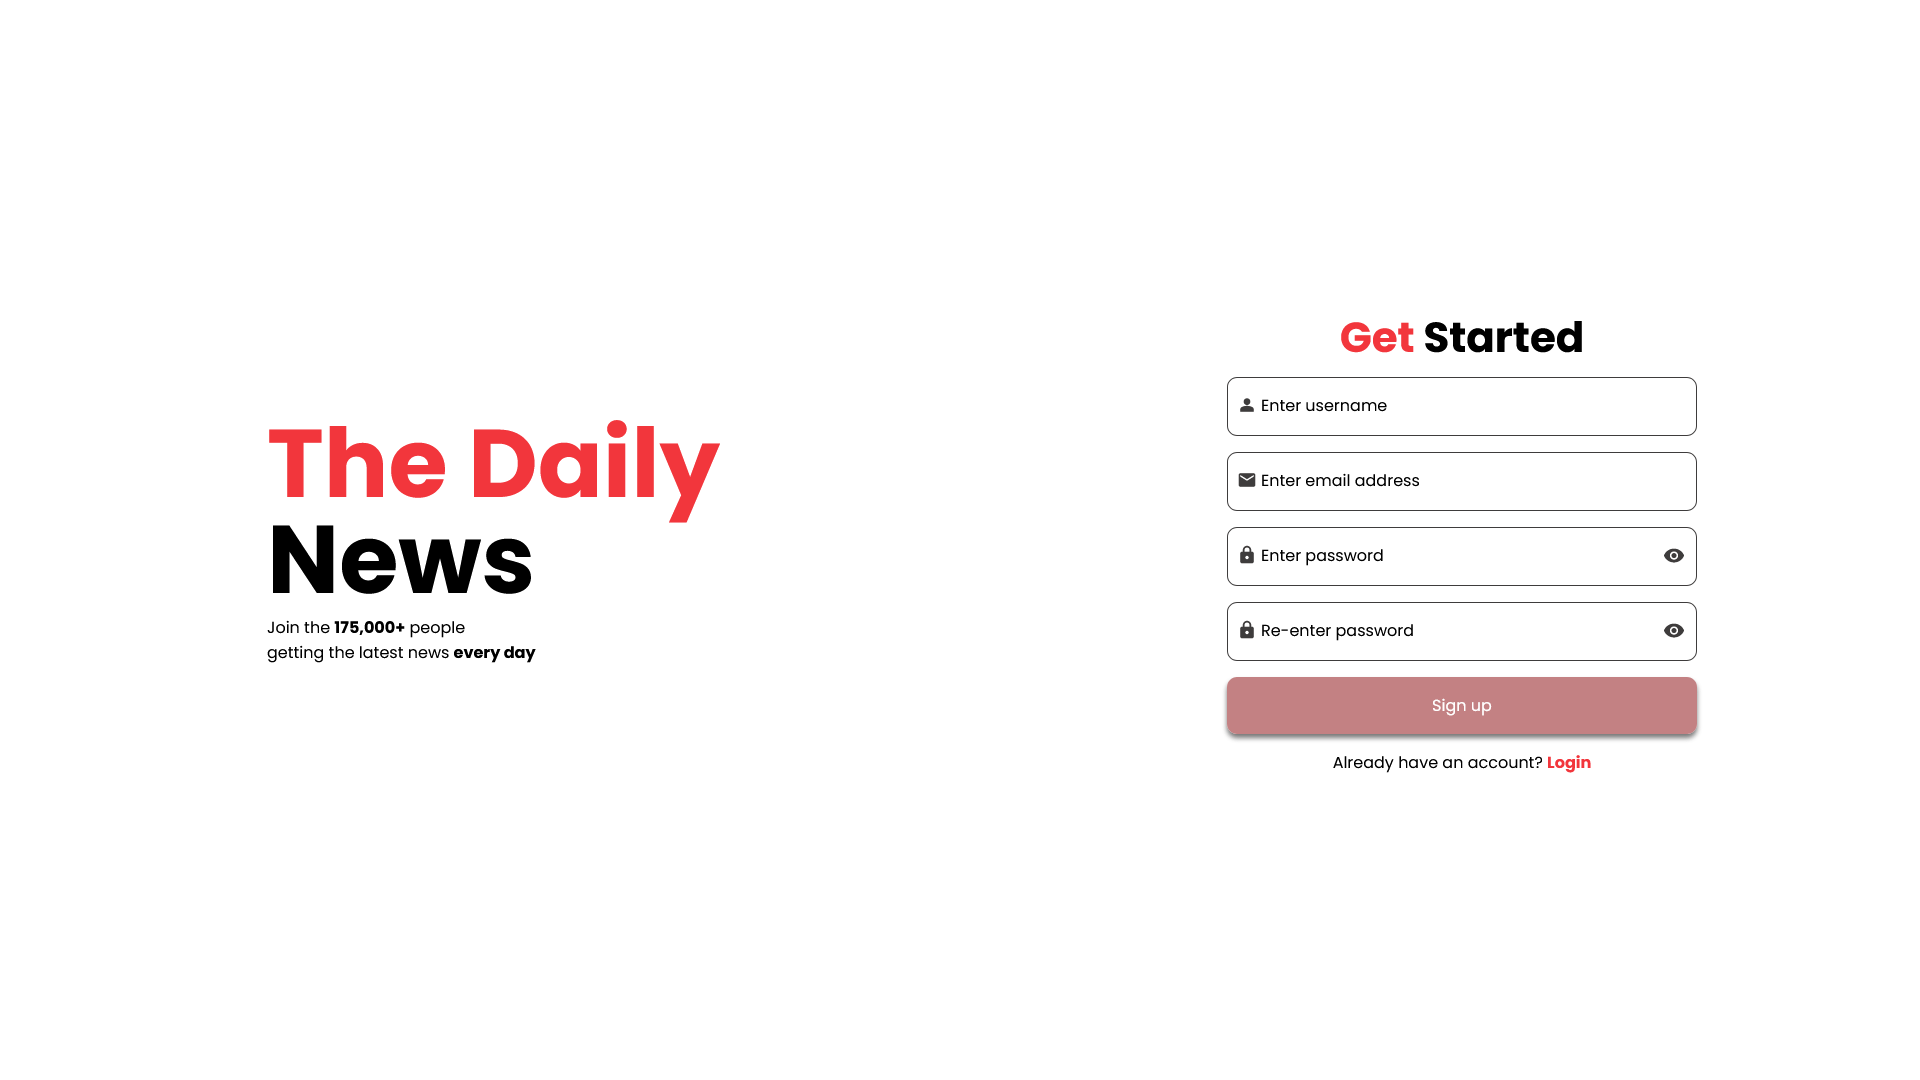 The Daily
News
Join the 175,000+ people
getting the latest news every day
Get Started
Enter username
Enter email address
Enter password
Re-enter password
Sign up
Already have an account? Login